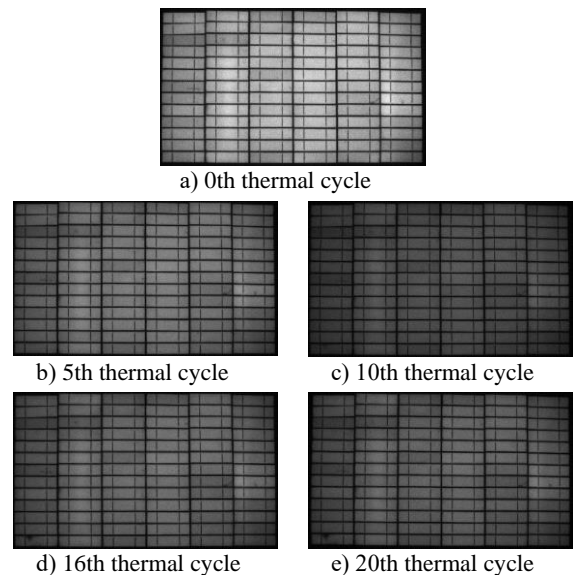 a) 0th thermal cycle
b) 5th thermal cycle
c) 10th thermal cycle
d) 16th thermal cycle
e) 20th thermal cycle